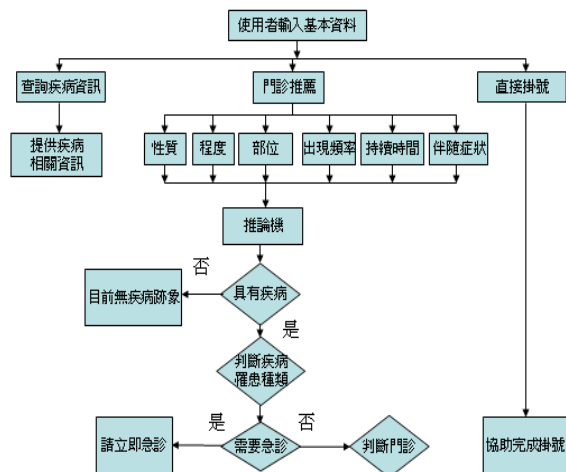 使用者輸入基本資料
查詢疾病資訊
門診推薦
直接掛號
提供疾病
相關資訊
性質
程度
部位
出現頻率
持續時間
伴隨症狀
推論機
否
目前無疾病跡象
具有疾病
是
判斷疾病
罹患種類
是
否
請立即急診
需要急診
判斷門診
協助完成掛號